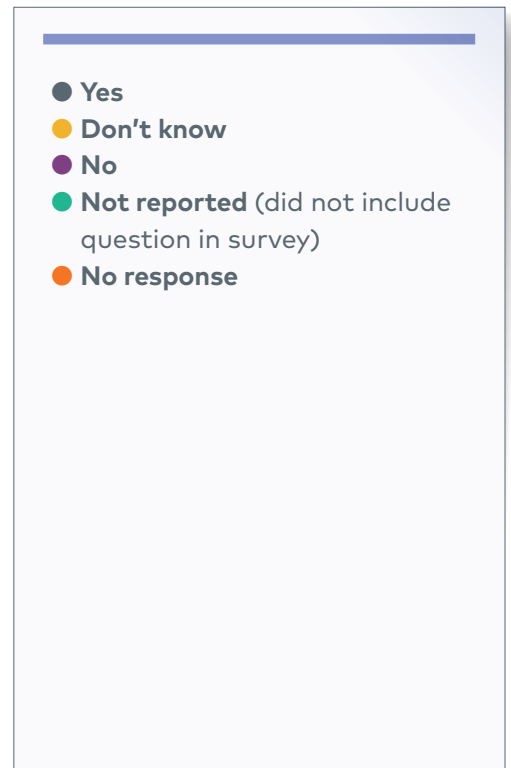 Yes
Don't know
No
Not reported (did not include
question in survey)
No response